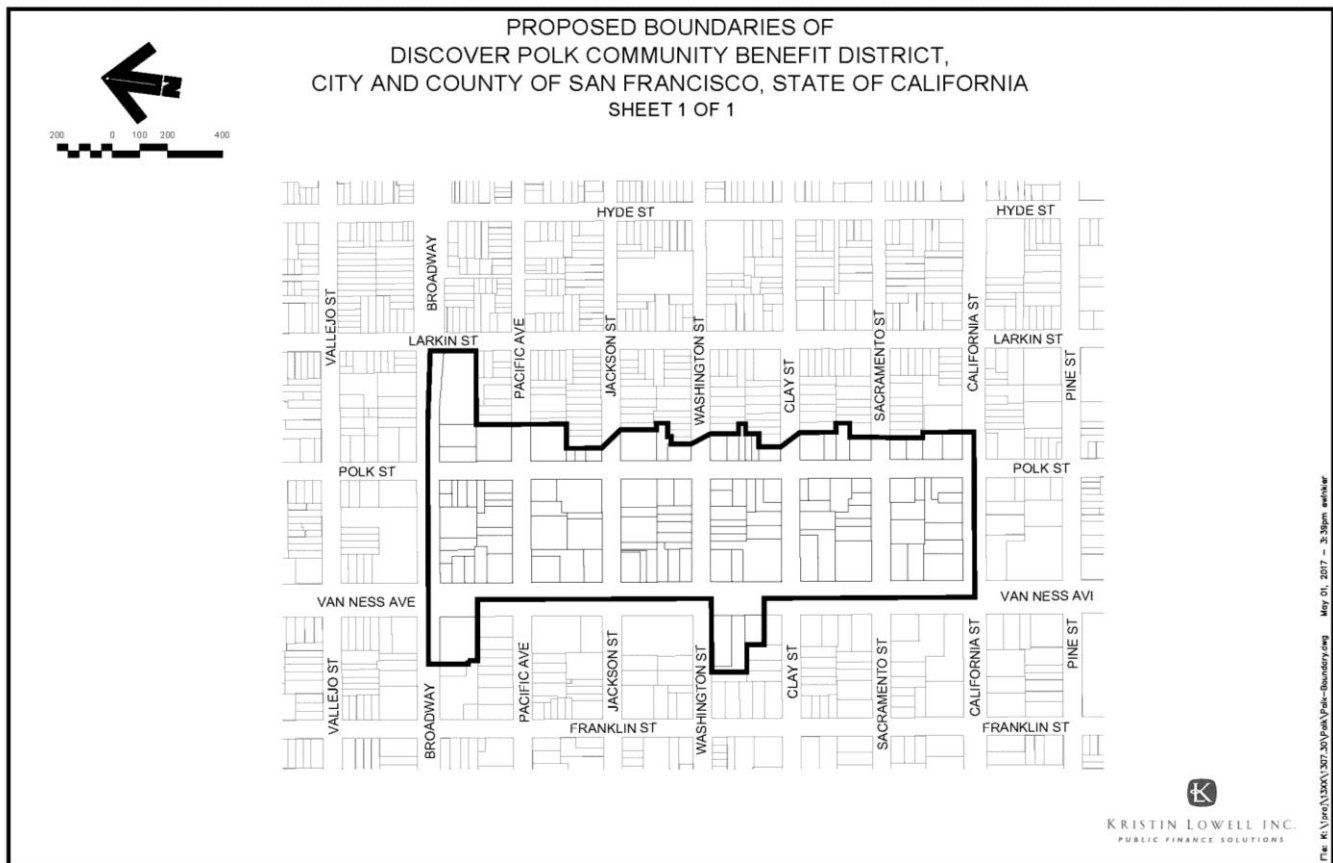 PROPOSED BOUNDARIES OF
DISCOVER POLK COMMUNITY BENEFIT DISTRICT,
CITY AND COUNTY OF SAN FRANCISCO, STATE OF CALIFORNIA
SHEET 1 OF 1
N
200 0 100 200 400
HYDE ST
HYDE ST
VALLEJO ST
BROADWAY
LARKIN ST
PACIFIC AVE
JACKSON ST
WASHINGTON ST
CLAY ST
SACRAMENTO ST
CALIFORNIA ST
LARKIN ST
PINE ST
POLK ST
POLK ST
VAN NESS AVE
VAN NESS AVI
VALLEJO ST
BROADWAY
PACIFIC AVE
JACKSON ST
FRANKLIN ST
WASHINGTON ST
CLAY ST
SACRAMENTO ST
CALIFORNIA ST
FRANKLIN ST
PINE ST
K
KRISTIN LOWELL INC.
PUBLIC FINANCE SOLUTIONS
May 01, 2017 - 3:39pm